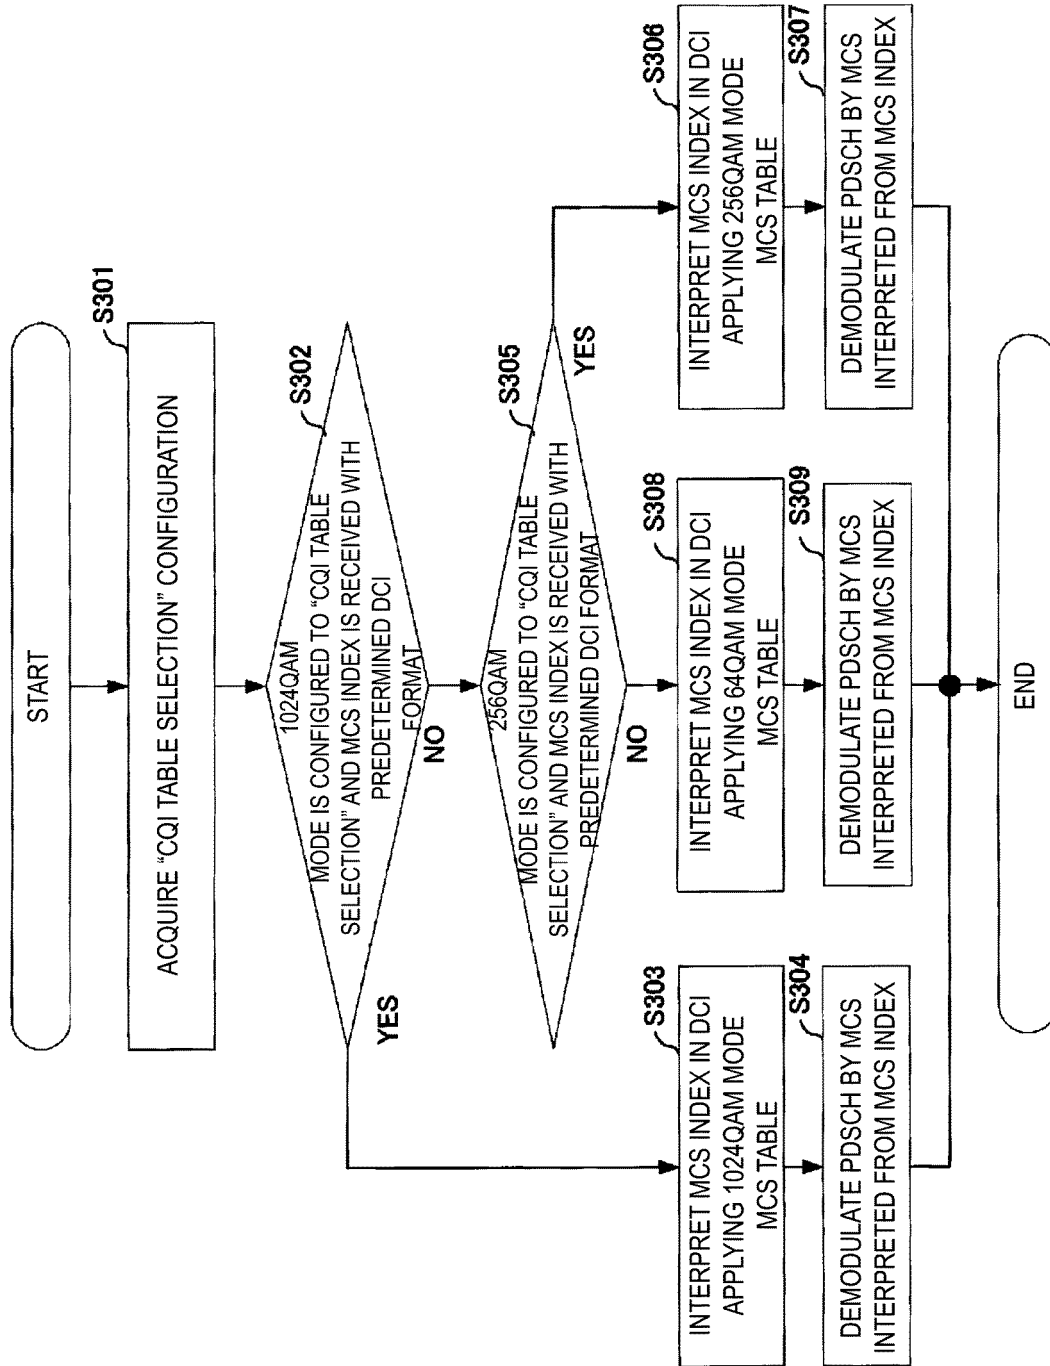 START
S301
ACQUIRE “CQI TABLE SELECTION” CONFIGURATION
S302
1024QAM
MODE IS CONFIGURED TO “CQI TABLE
SELECTION” AND MCS INDEX IS RECEIVED WITH
PREDETERMINED DCI
FORMAT
YES
NO
S305
256QAM
MODE IS CONFIGURED TO “CQI TABLE
SELECTION” AND MCS INDEX IS RECEIVED WITH
PREDETERMINED DCI FORMAT
YES
NO
S303
INTERPRET MCS INDEX IN DCI
APPLYING 1024QAM MODE
MCS TABLE
S304
DEMODULATE PDSCH BY MCS
INTERPRETED FROM MCS INDEX
S308
INTERPRET MCS INDEX IN DCI
APPLYING 64QAM MODE
MCS TABLE
S309
DEMODULATE PDSCH BY MCS
INTERPRETED FROM MCS INDEX
S306
INTERPRET MCS INDEX IN DCI
APPLYING 256QAM MODE
MCS TABLE
S307
DEMODULATE PDSCH BY MCS
INTERPRETED FROM MCS INDEX
END